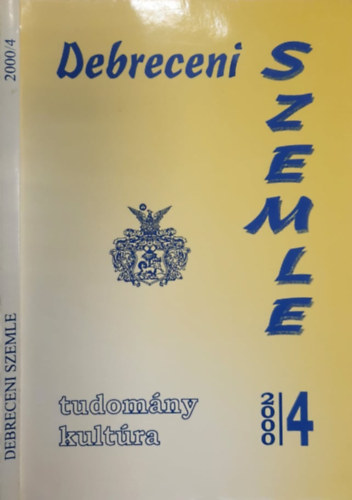 2000/4
DEBRECENI SZEMLE
Debreceni
SZEMLE
tudomány
kultúra
2000
4